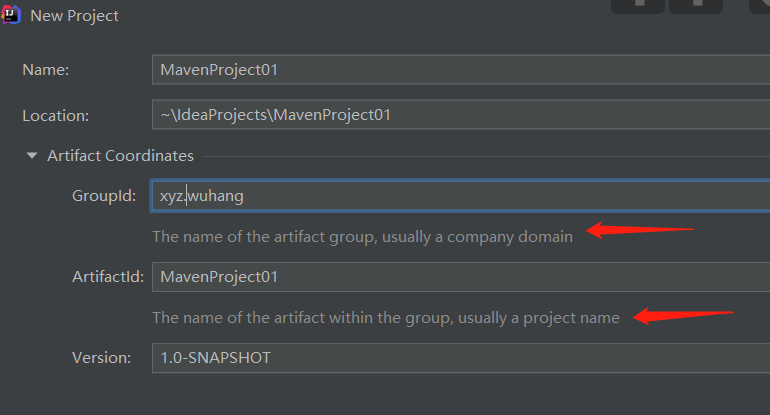 New Project
Name: MavenProject01
Location: ~\IdeaProjects\MavenProject01
Artifact Coordinates
GroupId: xyz.wuhang
The name of the artifact group, usually a company domain
ArtifactId: MavenProject01
The name of the artifact within the group, usually a project name
Version: 1.0-SNAPSHOT